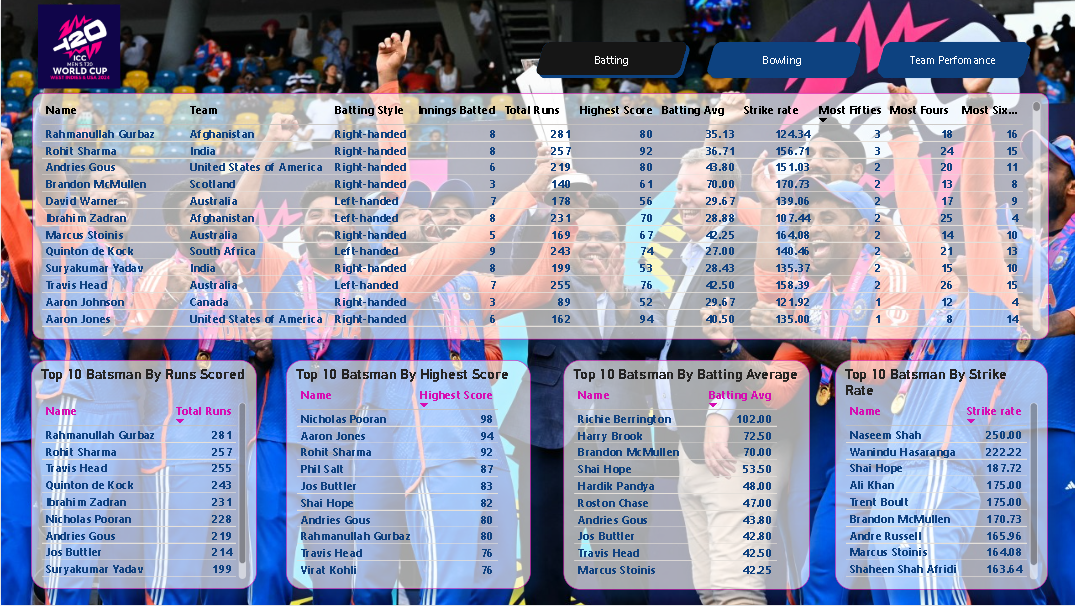 T20
ICC
MEN'S T20
WORLD CUP
WEST INDIES & USA 2024
Batting
Bowling
Team Perfomance
Name Team Batting Style Innings Batted Total Runs Highest Score Batting Avg Strike rate Most Fifties Most Fours Most Six...
Rahmanullah Gurbaz Afghanistan Right-handed 8 281 80 35.13 124.34 3 18 16
Rohit Sharma India Right-handed 8 257 92 36.71 156.71 3 24 15
Andries Gous United States of America Right-handed 6 219 80 43.80 151.03 2 20 11
Brandon McMullen Scotland Right-handed 3 140 61 70.00 170.73 2 13 8
David Warner Australia Left-handed 7 178 56 29.67 139.06 2 17 9
Ibrahim Zadran Afghanistan Right-handed 8 231 70 28.88 107.44 2 25 4
Marcus Stoinis Australia Right-handed 5 169 67 42.25 164.08 2 14 10
Quinton de Kock South Africa Left-handed 9 243 74 27.00 140.46 2 21 13
Suryakumar Yadav India Right-handed 8 199 53 28.43 135.37 2 15 10
Travis Head Australia Left-handed 7 255 76 42.50 158.39 2 26 15
Aaron Johnson Canada Right-handed 3 89 52 29.67 121.92 1 12 4
Aaron Jones United States of America Right-handed 6 162 94 40.50 135.00 1 8 14
Top 10 Batsman By Runs Scored
Name Total Runs
Rahmanullah Gurbaz 281
Rohit Sharma 257
Travis Head 255
Quinton de Kock 243
Ibrahim Zadran 231
Nicholas Pooran 228
Andries Gous 219
Jos Buttler 214
Suryakumar Yadav 199
Top 10 Batsman By Highest Score
Name Highest Score
Nicholas Pooran 98
Aaron Jones 94
Rohit Sharma 92
Phil Salt 87
Jos Buttler 83
Shai Hope 82
Andries Gous 80
Rahmanullah Gurbaz 80
Travis Head 76
Virat Kohli 76
Top 10 Batsman By Batting Average
Name Batting Avg
Richie Berrington 102.00
Harry Brook 72.50
Brandon McMullen 70.00
Shai Hope 53.50
Hardik Pandya 48.00
Roston Chase 47.00
Andries Gous 43.80
Jos Buttler 42.80
Travis Head 42.50
Marcus Stoinis 42.25
Top 10 Batsman By Strike
Rate
Name Strike rate
Naseem Shah 250.00
Wanindu Hasaranga 222.22
Shai Hope 187.72
Ali Khan 175.00
Trent Boult 175.00
Brandon McMullen 170.73
Andre Russell 165.96
Marcus Stoinis 164.08
Shaheen Shah Afridi 163.64